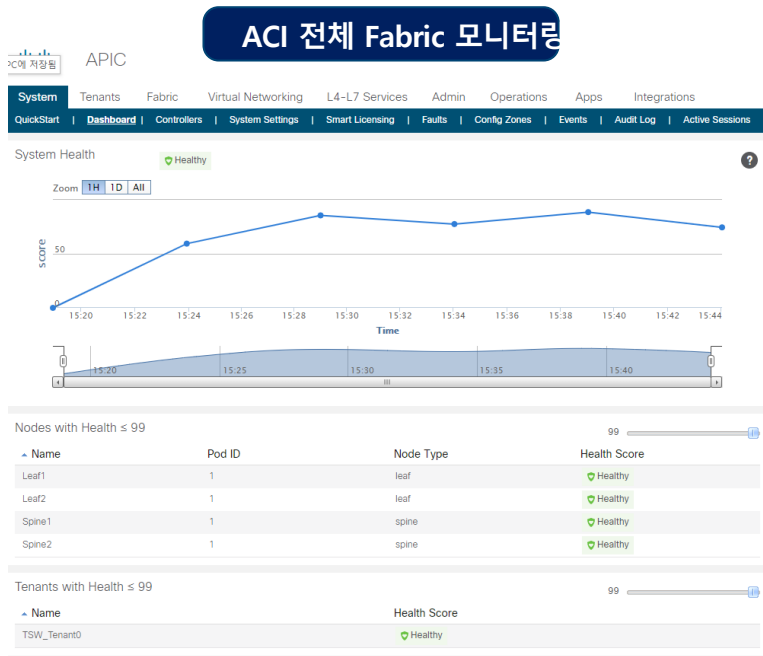 ACI 전체 Fabric 모니터링
PC에 저장됨
APIC
System Tenants Fabric Virtual Networking L4-L7 Services Admin Operations Apps Integrations
QuickStart | Dashboard | Controllers | System Settings | Smart Licensing | Faults | Config Zones | Events | Audit Log | Active Sessions
System Health Healthy ?
Zoom 1H 1D All
score
50
0
15:20 15:22 15:24 15:26 15:28 15:30 15:32 15:34 15:36 15:38 15:40 15:42 15:44
Time
15:20 15:25 15:30 15:35 15:40
Nodes with Health ≤ 99 99
Name Pod ID Node Type Health Score
Leaf1 1 leaf Healthy
Leaf2 1 leaf Healthy
Spine1 1 spine Healthy
Spine2 1 spine Healthy
Tenants with Health ≤ 99 99
Name Health Score
TSW_Tenant0 Healthy